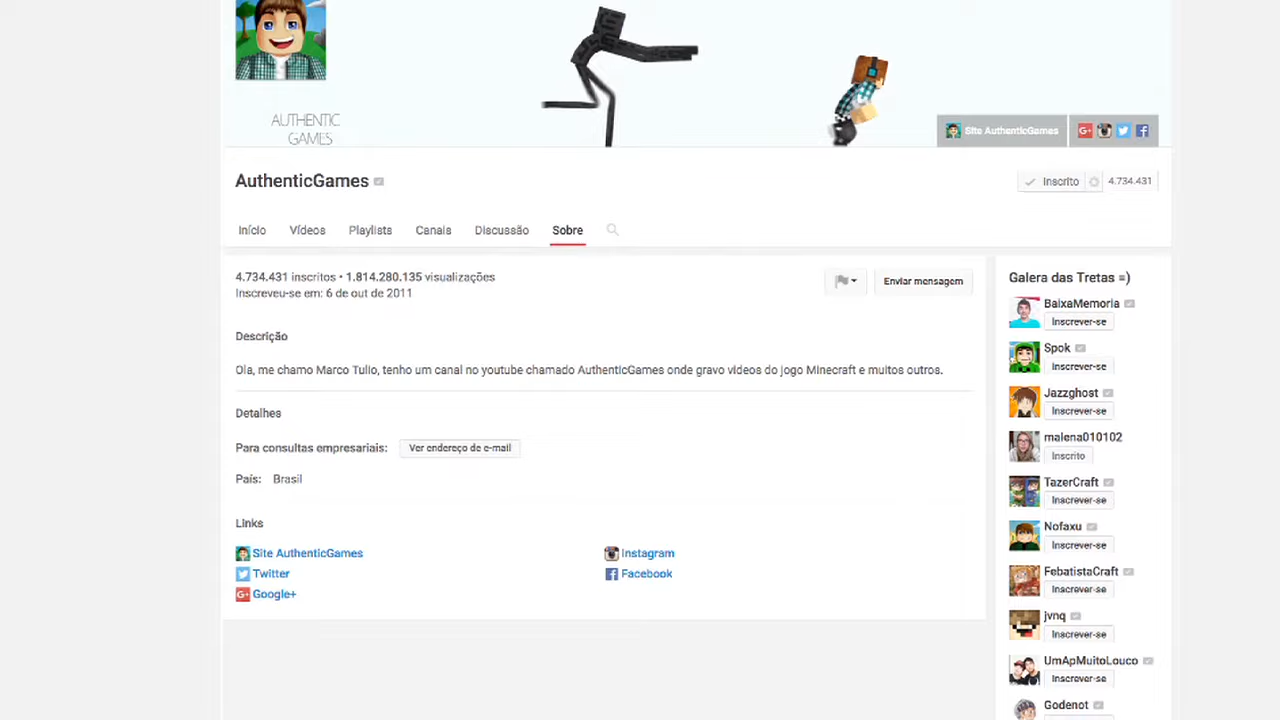 AUTHENTIC
GAMES
Site AuthenticGames
AuthenticGames
Inscrito 4.734.431
Início Vídeos Playlists Canais Discussão Sobre
4.734.431 inscritos • 1.814.280.135 visualizações
Inscreveu-se em: 6 de out de 2011
Enviar mensagem
Descrição
Ola, me chamo Marco Tulio, tenho um canal no youtube chamado AuthenticGames onde gravo videos do jogo Minecraft e muitos outros.
Detalhes
Para consultas empresariais: Ver endereço de e-mail
País: Brasil
Links
Site AuthenticGames
Instagram
Twitter
Facebook
Google+
Galera das Tretas =)
BaixaMemoria
Inscrever-se
Spok
Inscrever-se
Jazzghost
Inscrever-se
malena010102
Inscrito
TazerCraft
Inscrever-se
Nofaxu
Inscrever-se
FebatistaCraft
Inscrever-se
jvnq
Inscrever-se
UmApMuitoLouco
Inscrever-se
Godenot